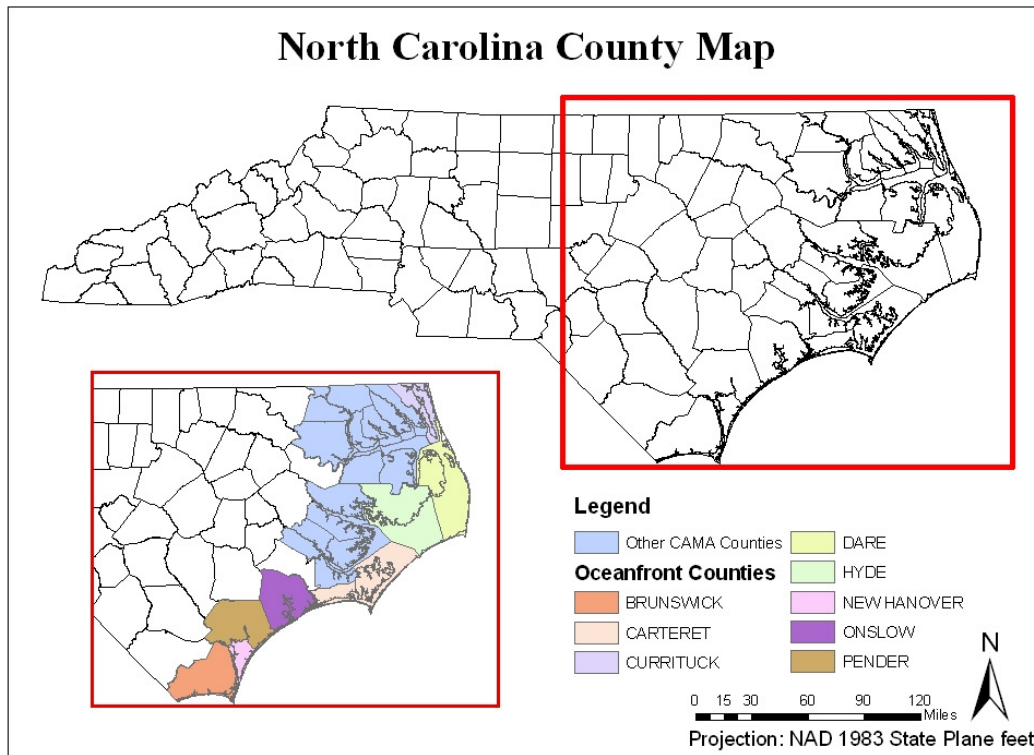 North Carolina County Map
Legend
Other CAMA Counties
DARE
Oceanfront Counties
HYDE
BRUNSWICK
NEW HANOVER
CARTERET
ONSLOW
CURRITUCK
PENDER
N
0 15 30 60 90 120
Miles
Projection: NAD 1983 State Plane feet